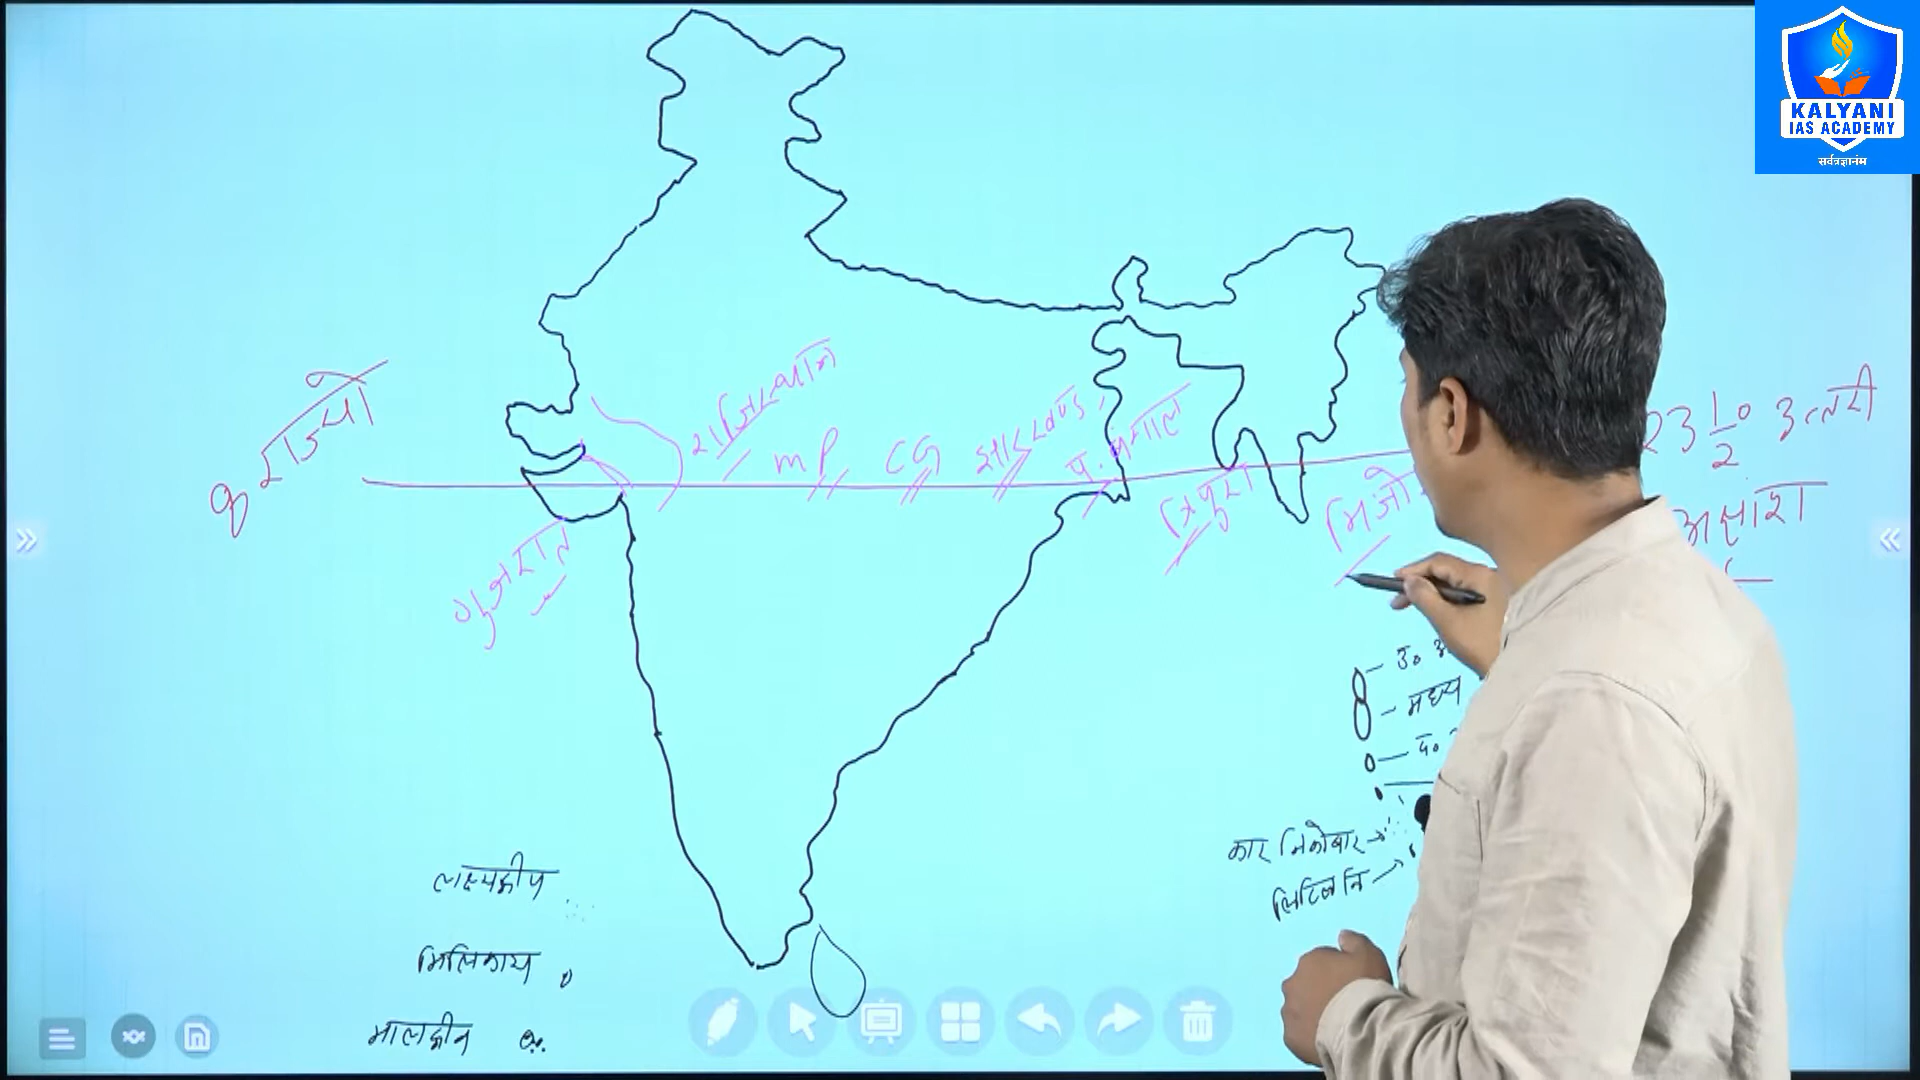 KALYANI
IAS ACADEMY
सर्वत्रज्ञानंम
8 राज्यो
राजस्थान
MP
CG
झारखण्ड
प. बंगाल
गुजरात
त्रिपुरा
मिजो
23 1/2° उत्तरी
अक्षांश
उ०
मध्य
द०
कार निकोबार
लिटिल नि
लक्ष्यद्वीप
मिनिकाय
मालद्वीव